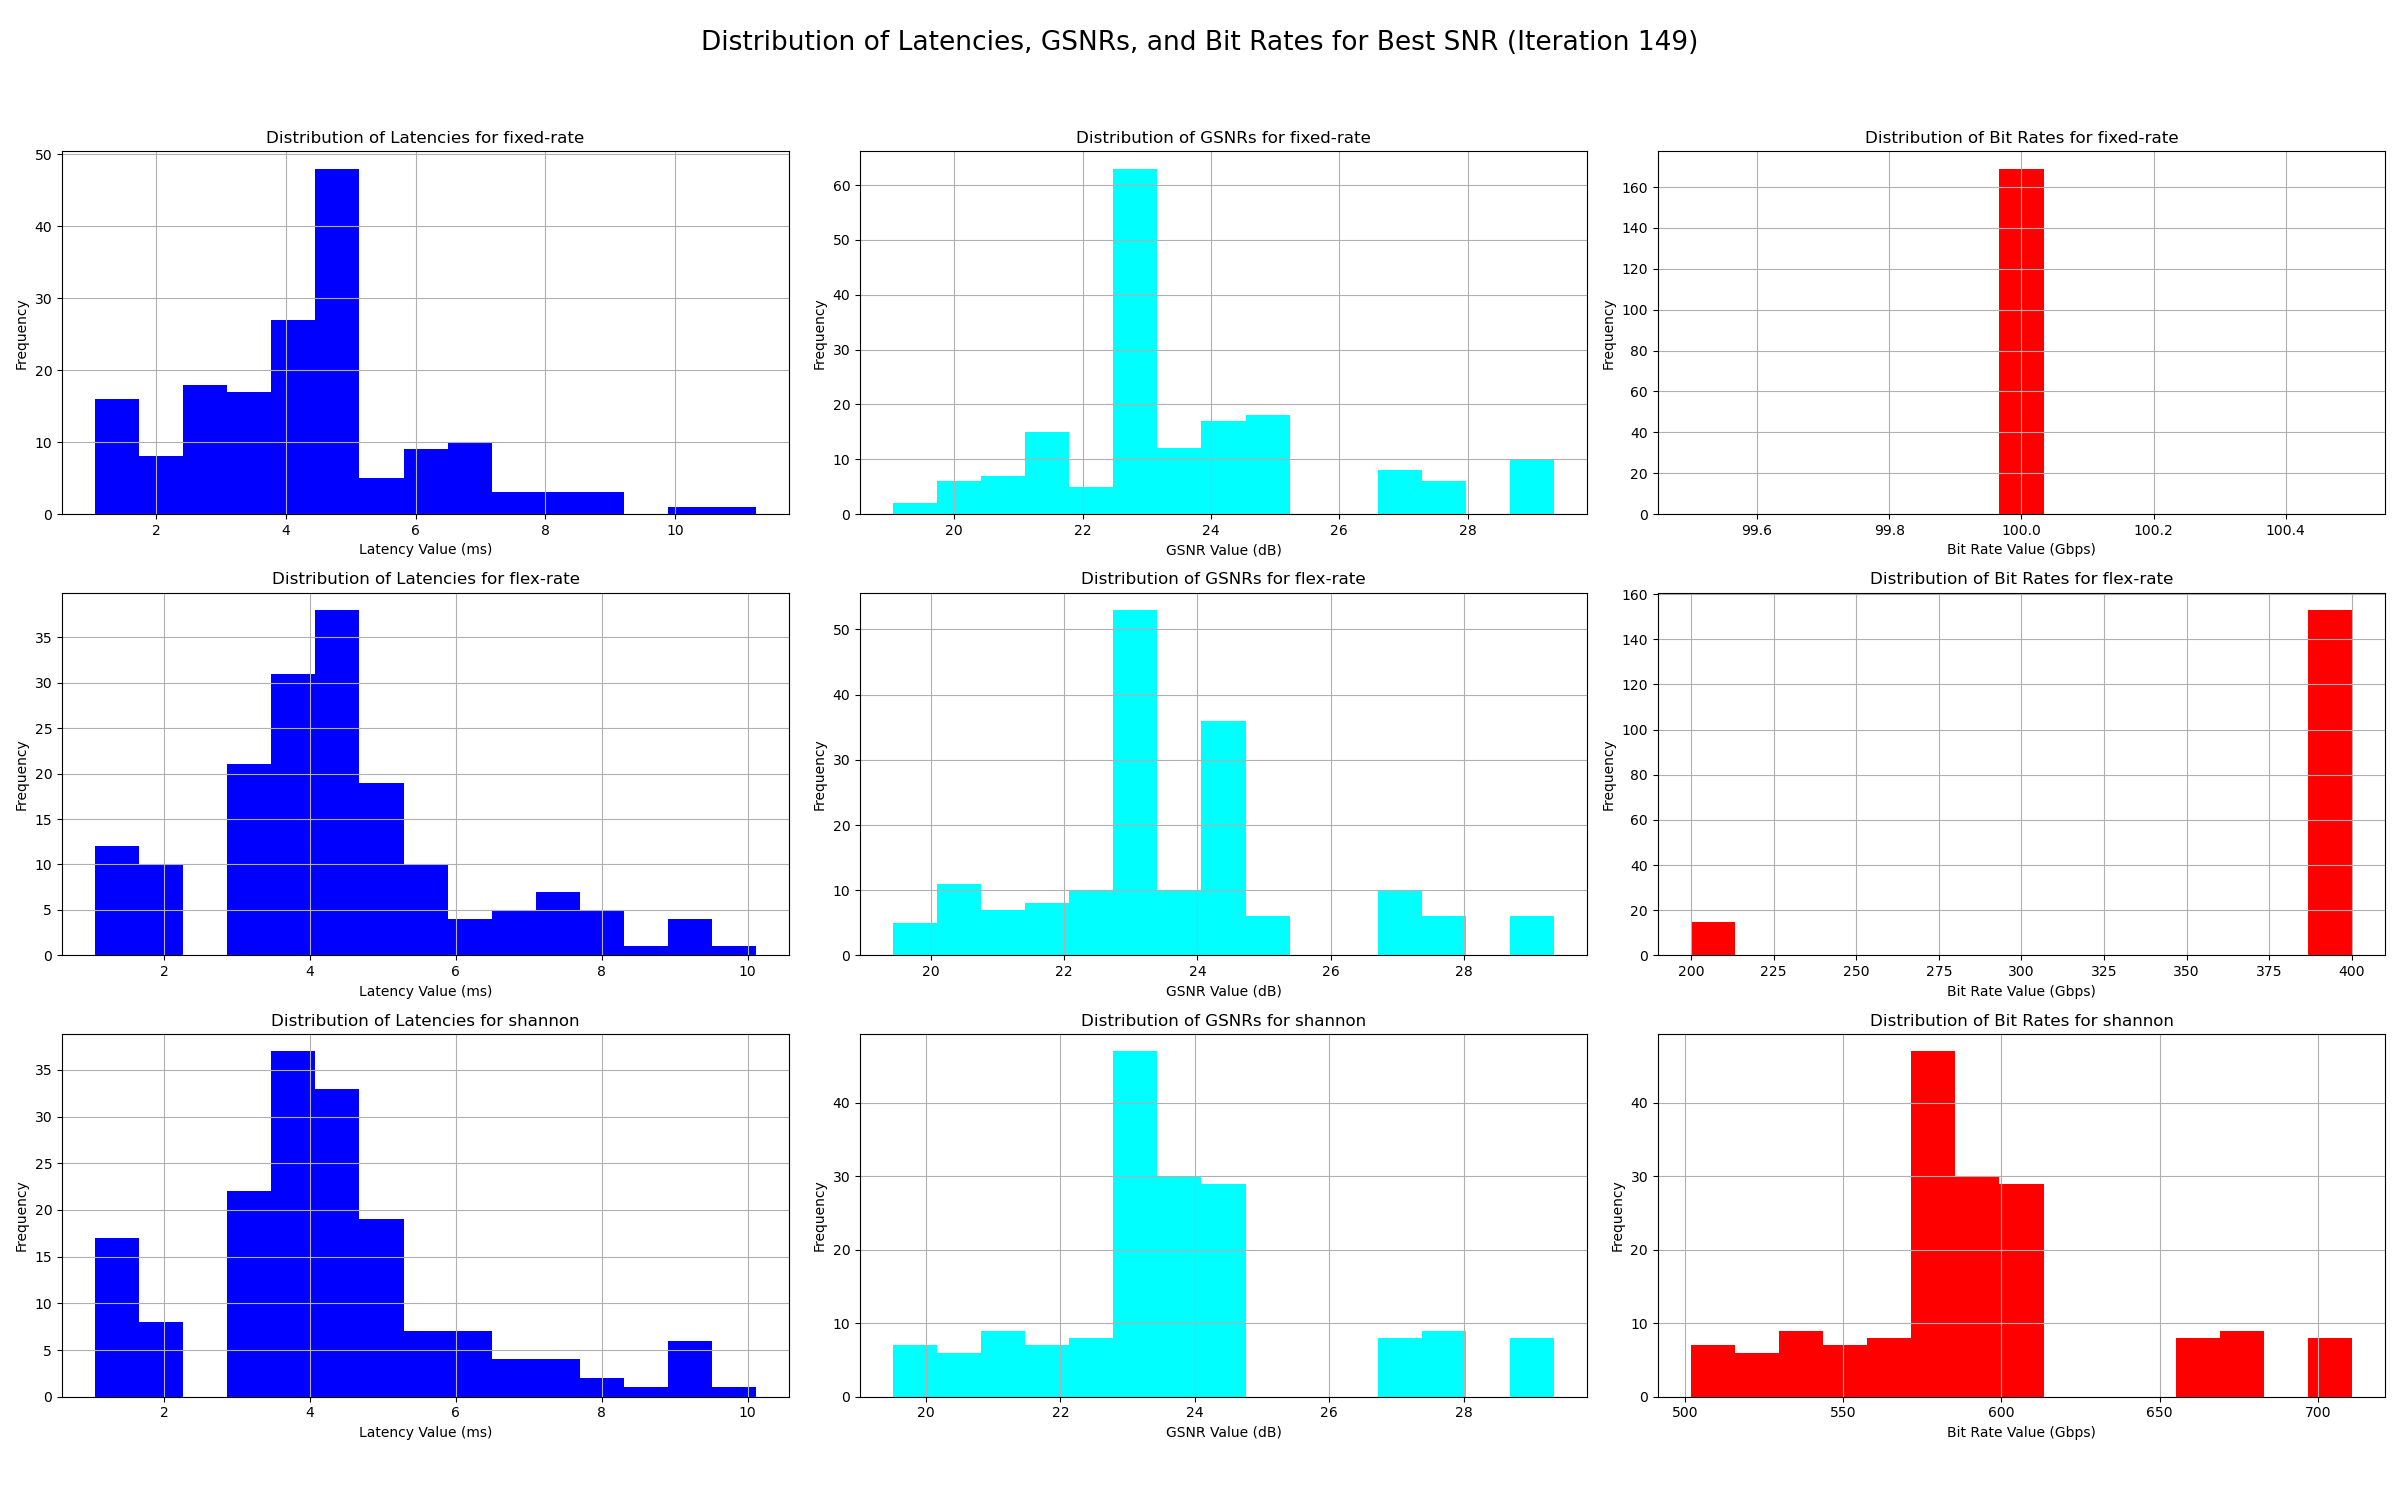 Distribution of Latencies, GSNRs, and Bit Rates for Best SNR (Iteration 149)
Distribution of Latencies for fixed-rate
Frequency
50
40
30
20
10
0
2 4 6 8 10
Latency Value (ms)
Distribution of GSNRs for fixed-rate
Frequency
60
50
40
30
20
10
0
20 22 24 26 28
GSNR Value (dB)
Distribution of Bit Rates for fixed-rate
Frequency
160
140
120
100
80
60
40
20
0
99.6 99.8 100.0 100.2 100.4
Bit Rate Value (Gbps)
Distribution of Latencies for flex-rate
Frequency
35
30
25
20
15
10
5
0
2 4 6 8 10
Latency Value (ms)
Distribution of GSNRs for flex-rate
Frequency
50
40
30
20
10
0
20 22 24 26 28
GSNR Value (dB)
Distribution of Bit Rates for flex-rate
Frequency
160
140
120
100
80
60
40
20
0
200 225 250 275 300 325 350 375 400
Bit Rate Value (Gbps)
Distribution of Latencies for shannon
Frequency
35
30
25
20
15
10
5
0
2 4 6 8 10
Latency Value (ms)
Distribution of GSNRs for shannon
Frequency
40
30
20
10
0
20 22 24 26 28
GSNR Value (dB)
Distribution of Bit Rates for shannon
Frequency
40
30
20
10
0
500 550 600 650 700
Bit Rate Value (Gbps)